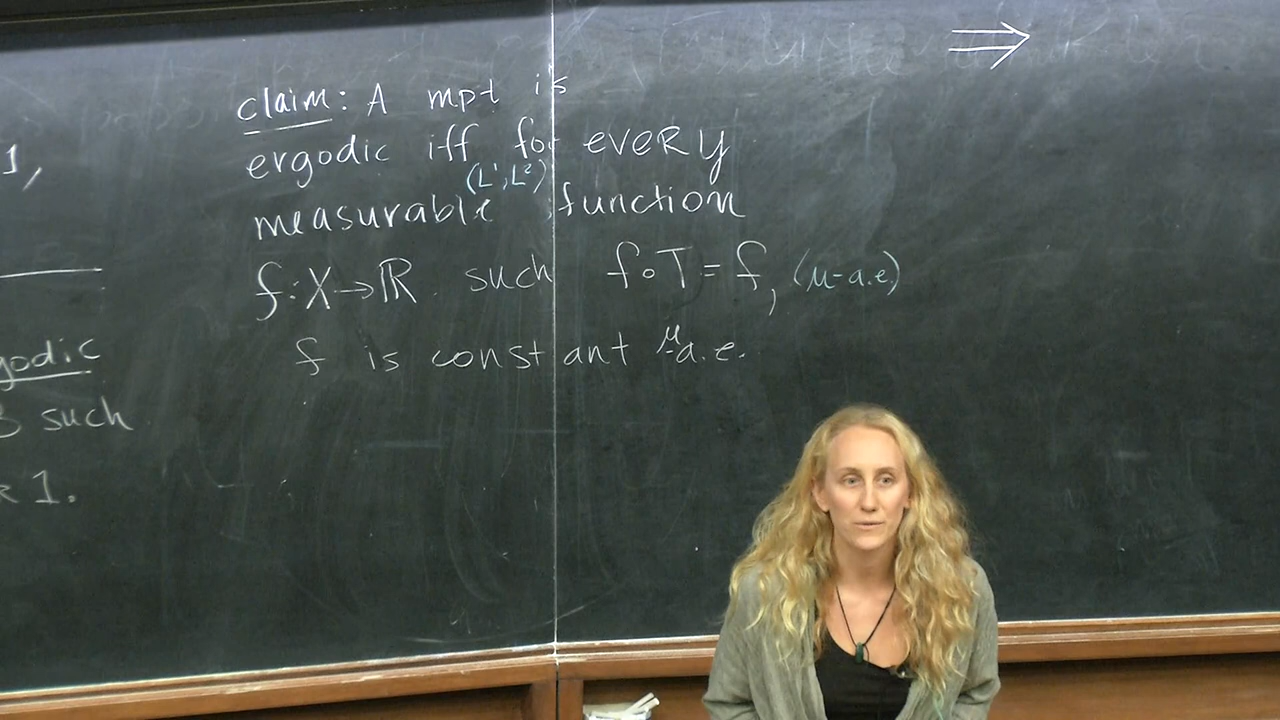 1,
godic
such
1.
claim: A mpt is
ergodic iff for every
(L¹, L²)
measurable function
f: X → ℝ such f∘T = f, (μ-a.e)
f is constant μ-a.e.
⇒